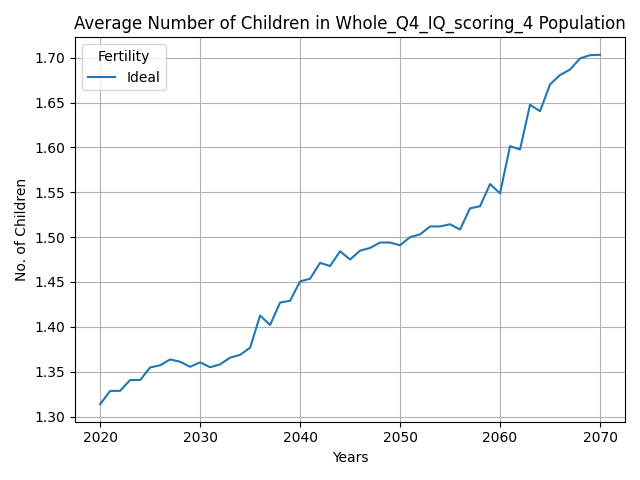 Average Number of Children in Whole_Q4_IQ_scoring_4 Population
Fertility
Ideal
1.70
1.65
1.60
1.55
1.50
1.45
1.40
1.35
1.30
No. of Children
2020 2030 2040 2050 2060 2070
Years